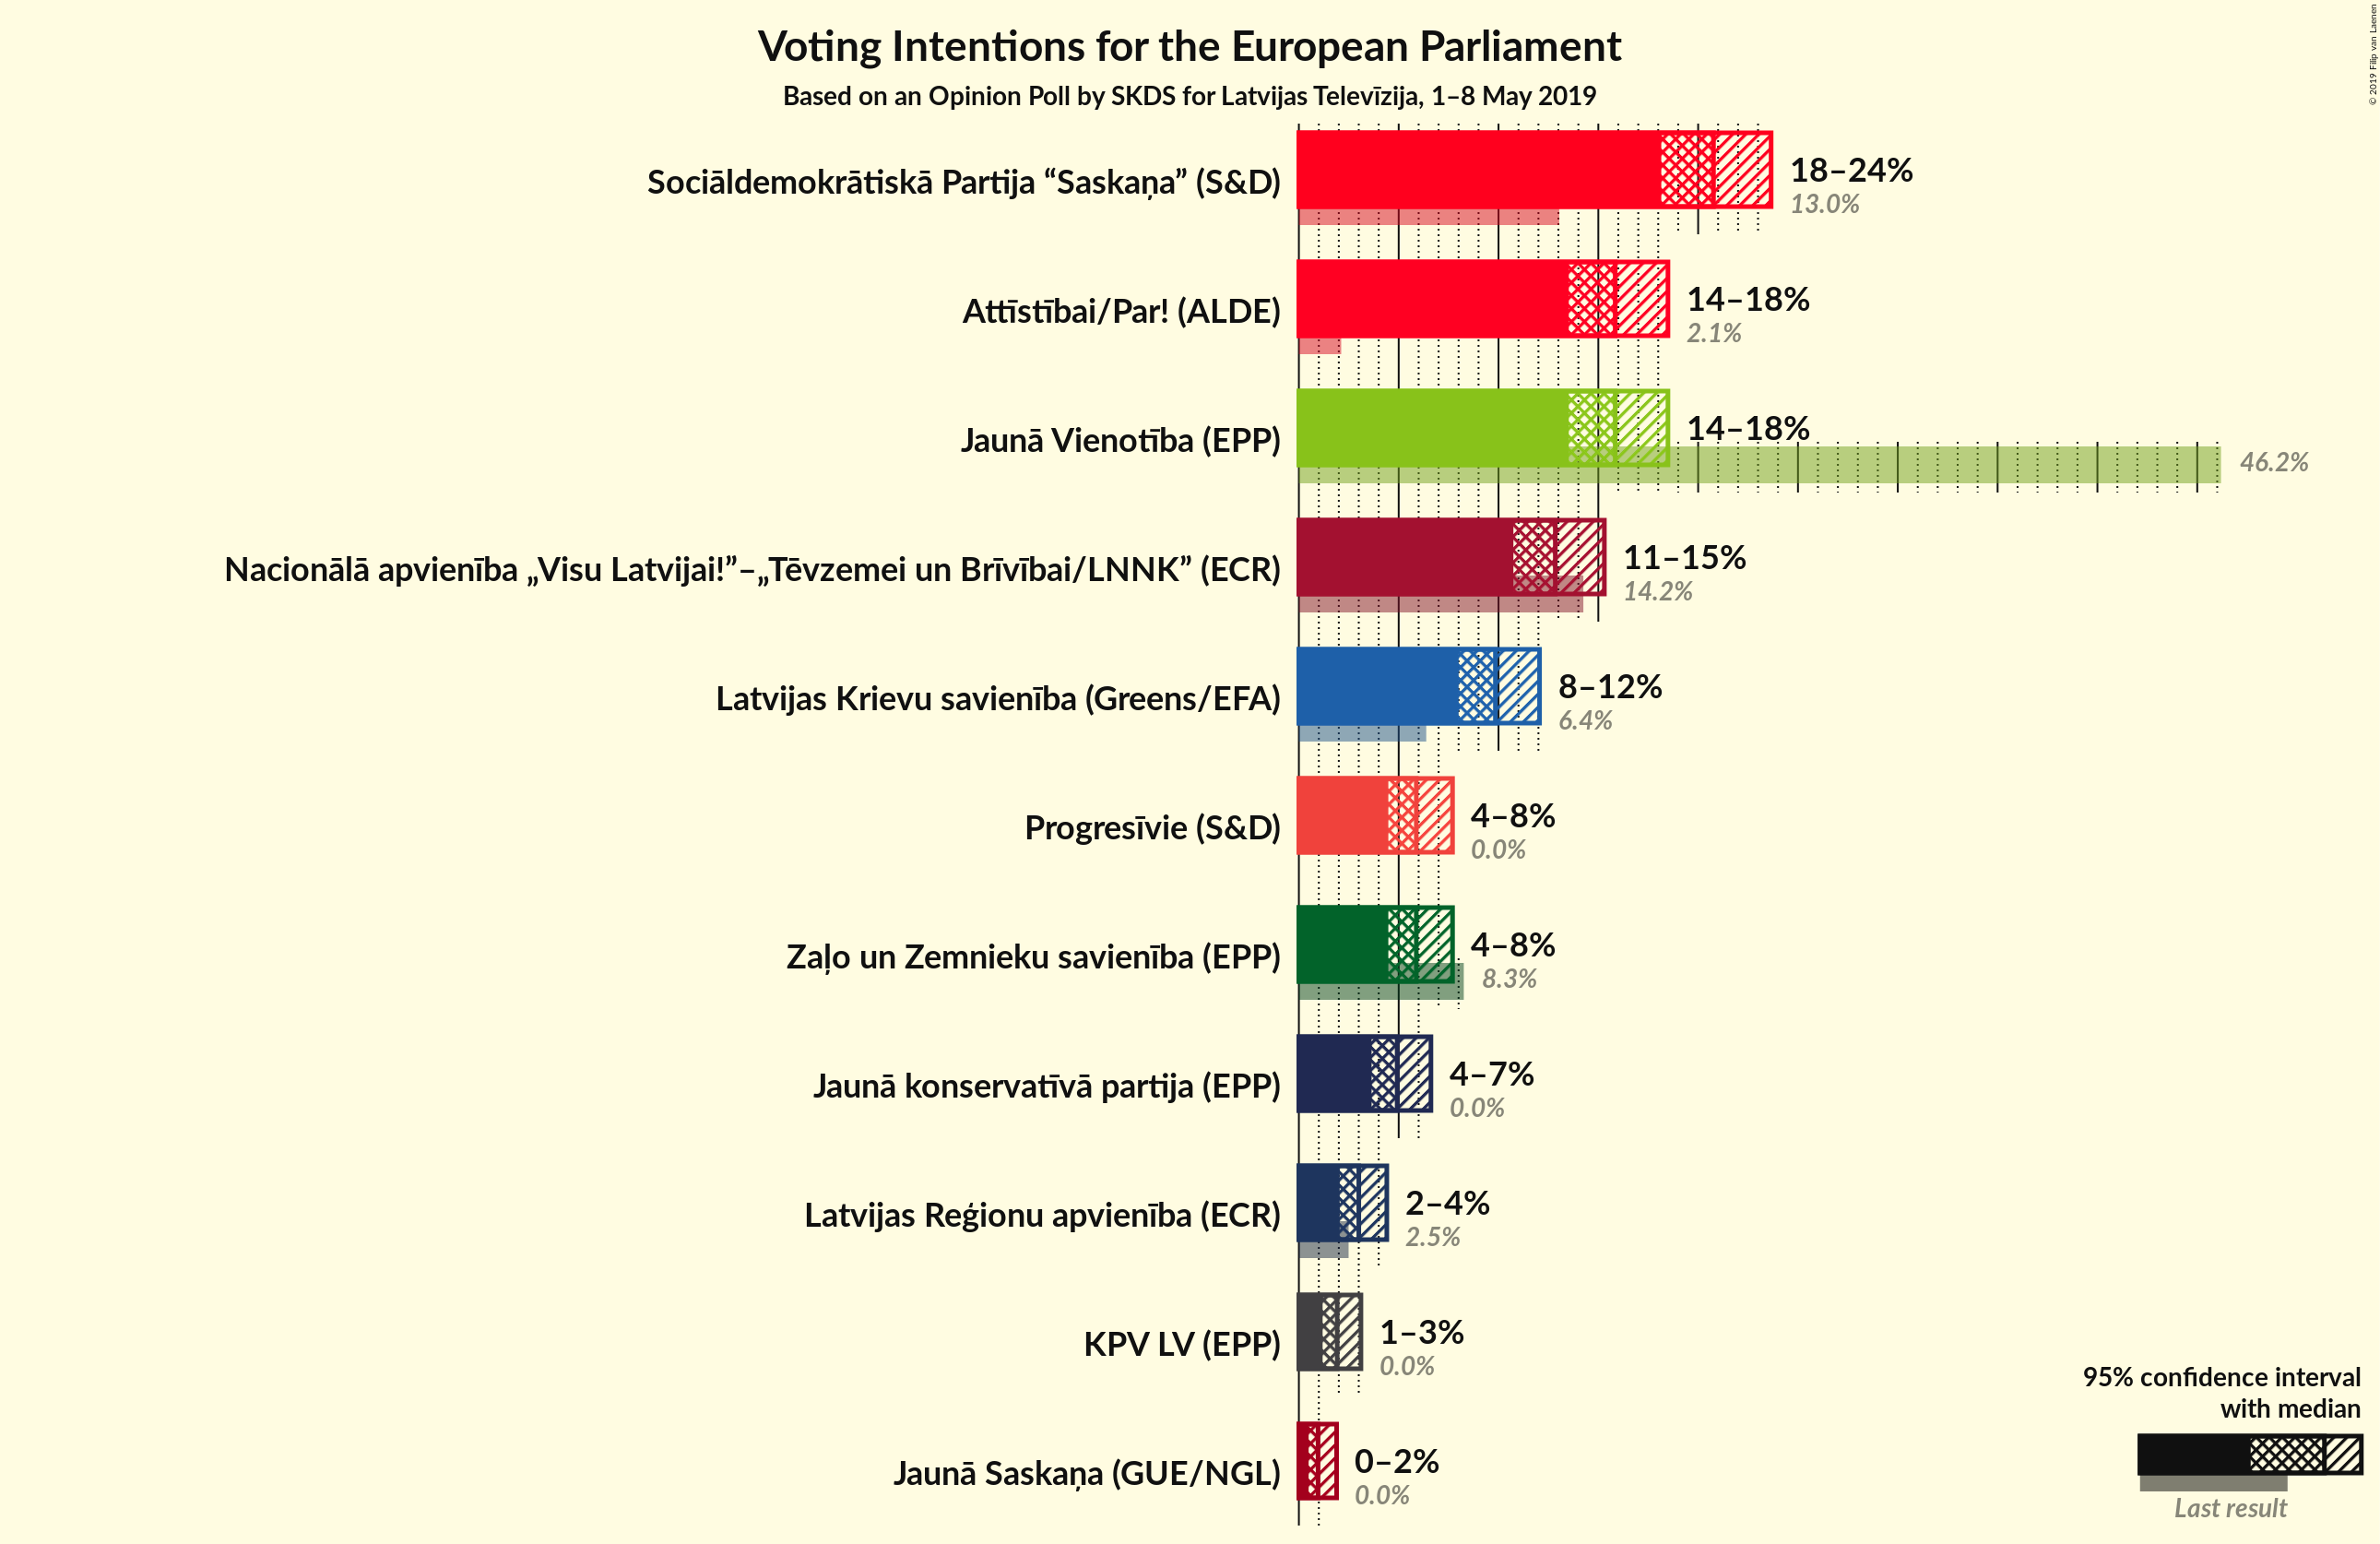 Voting Intentions for the European Parliament
Based on an Opinion Poll by SKDS for Latvijas Televīzija, 1–8 May 2019
© 2019 Filip van Laenen
Sociāldemokrātiskā Partija “Saskaņa” (S&D)
18–24%
13.0%
Attīstībai/Par! (ALDE)
14–18%
2.1%
Jaunā Vienotība (EPP)
14–18%
46.2%
Nacionālā apvienība „Visu Latvijai!”–„Tēvzemei un Brīvībai/LNNK” (ECR)
11–15%
14.2%
Latvijas Krievu savienība (Greens/EFA)
8–12%
6.4%
Progresīvie (S&D)
4–8%
0.0%
Zaļo un Zemnieku savienība (EPP)
4–8%
8.3%
Jaunā konservatīvā partija (EPP)
4–7%
0.0%
Latvijas Reģionu apvienība (ECR)
2–4%
2.5%
KPV LV (EPP)
1–3%
0.0%
Jaunā Saskaņa (GUE/NGL)
0–2%
0.0%
95% confidence interval
with median
Last result